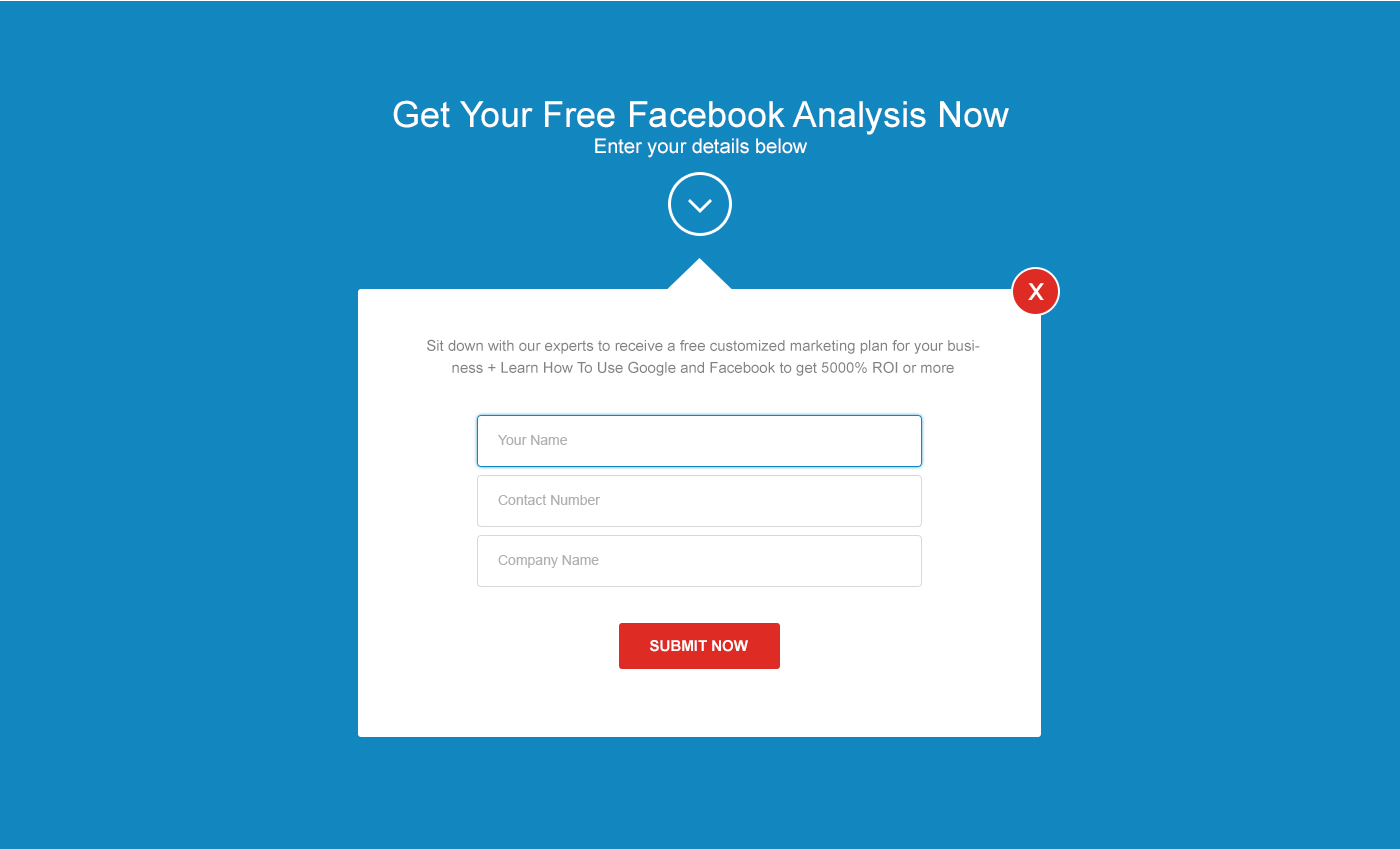 Get Your Free Facebook Analysis Now
Enter your details below
X
Sit down with our experts to receive a free customized marketing plan for your busi-
ness + Learn How To Use Google and Facebook to get 5000% ROI or more
Your Name
Contact Number
Company Name
SUBMIT NOW